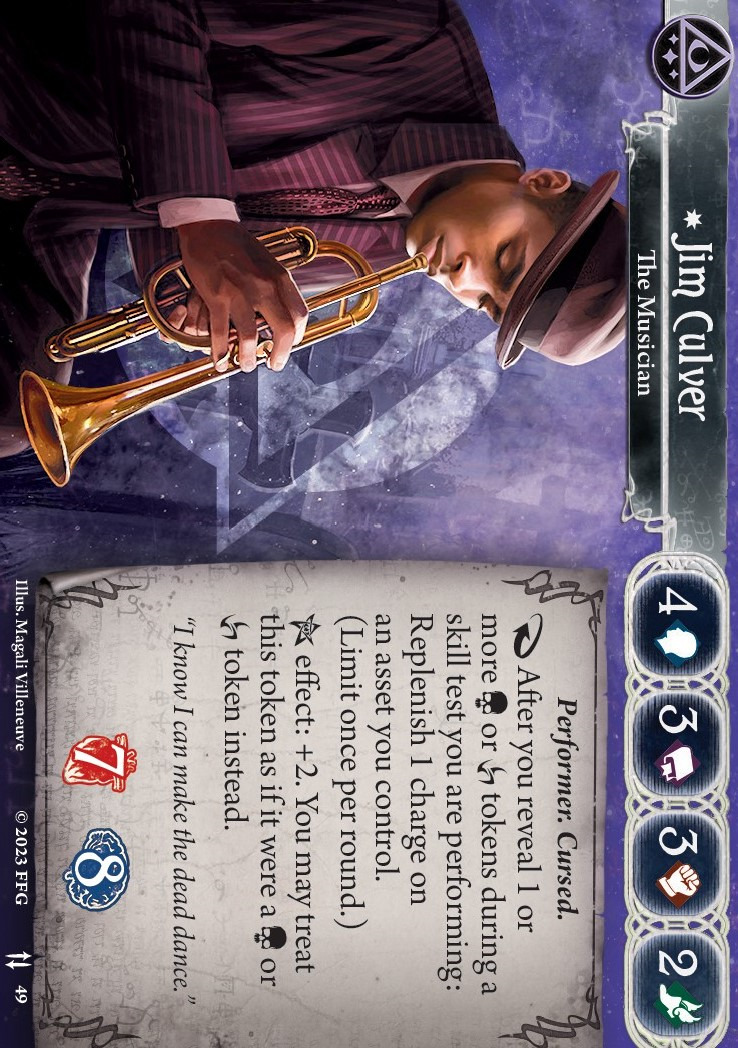 Jim Culver
The Musician
4 3 3 2
Performer. Cursed.
After you reveal 1 or
more or tokens during a
skill test you are performing:
Replenish 1 charge on
an asset you control.
(Limit once per round.)
effect: +2. You may treat
this token as if it were a or
token instead.
“I know I can make the dead dance.”
7 8
Illus. Magali Villeneuve © 2023 FFG 49